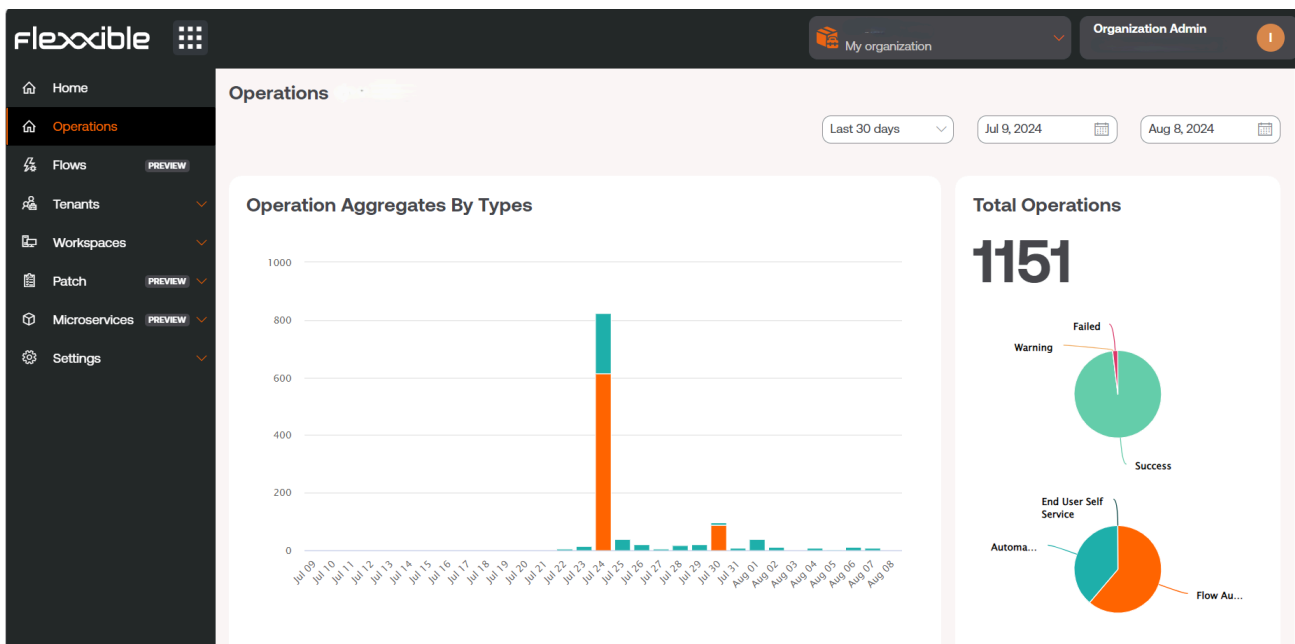 Flexxible
My organization
Organization Admin
I
Home
Operations
Flows PREVIEW
Tenants
Workspaces
Patch PREVIEW
Microservices PREVIEW
Settings
Operations
Last 30 days
Jul 9, 2024
Aug 8, 2024
Operation Aggregates By Types
1000
800
600
400
200
0
Jul 09
Jul 10
Jul 11
Jul 12
Jul 13
Jul 14
Jul 15
Jul 16
Jul 17
Jul 18
Jul 19
Jul 20
Jul 21
Jul 22
Jul 23
Jul 24
Jul 25
Jul 26
Jul 27
Jul 28
Jul 29
Jul 30
Jul 31
Aug 01
Aug 02
Aug 03
Aug 04
Aug 05
Aug 06
Aug 07
Aug 08
Total Operations
1151
Failed
Warning
Success
End User Self
Service
Automa...
Flow Au...